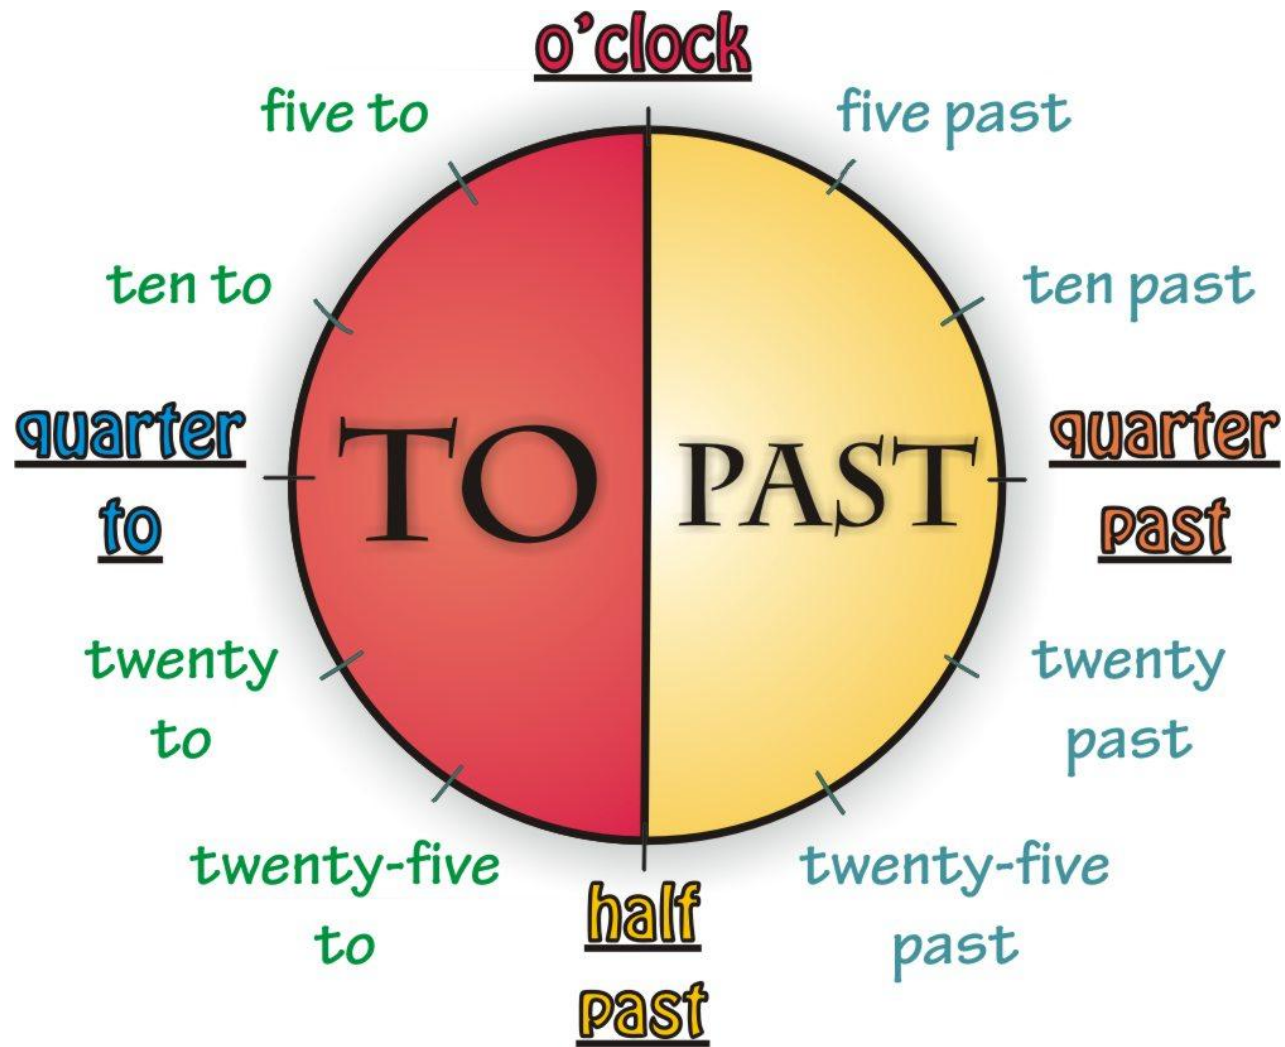 o'clock
five to
five past
ten to
ten past
quarter
to
quarter
past
TO
PAST
twenty
to
twenty
past
twenty-five
to
twenty-five
past
half
past